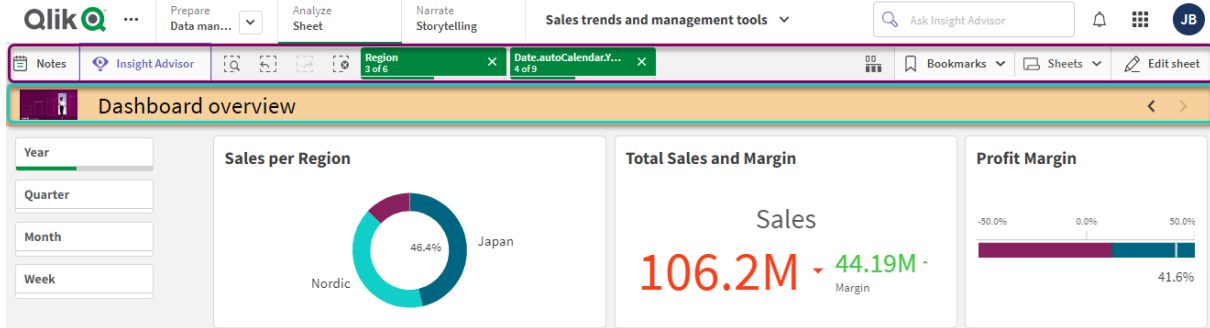 Qlik
Prepare
Data man...
Analyze
Sheet
Narrate
Storytelling
Sales trends and management tools
Ask Insight Advisor
JB
Notes
Insight Advisor
Region
3 of 6
Date.autoCalendar.Y...
4 of 9
Bookmarks
Sheets
Edit sheet
Dashboard overview
Year
Quarter
Month
Week
Sales per Region
46.4%
Japan
Nordic
Total Sales and Margin
Sales
106.2M
44.19M
Margin
Profit Margin
-50.0% 0.0% 50.0%
41.6%